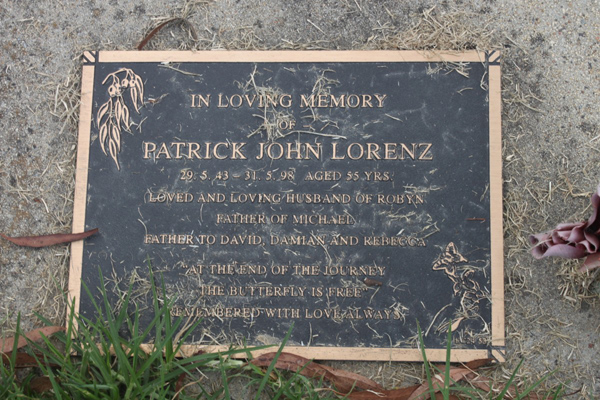 IN LOVING MEMORY
OF
PATRICK JOHN LORENZ
29. 5. 43 – 31. 5. 98 AGED 55 YRS.
LOVED AND LOVING HUSBAND OF ROBYN
FATHER OF MICHAEL
FATHER TO DAVID, DAMIAN AND REBECCA
"AT THE END OF THE JOURNEY
THE BUTTERFLY IS FREE"
REMEMBERED WITH LOVE ALWAYS